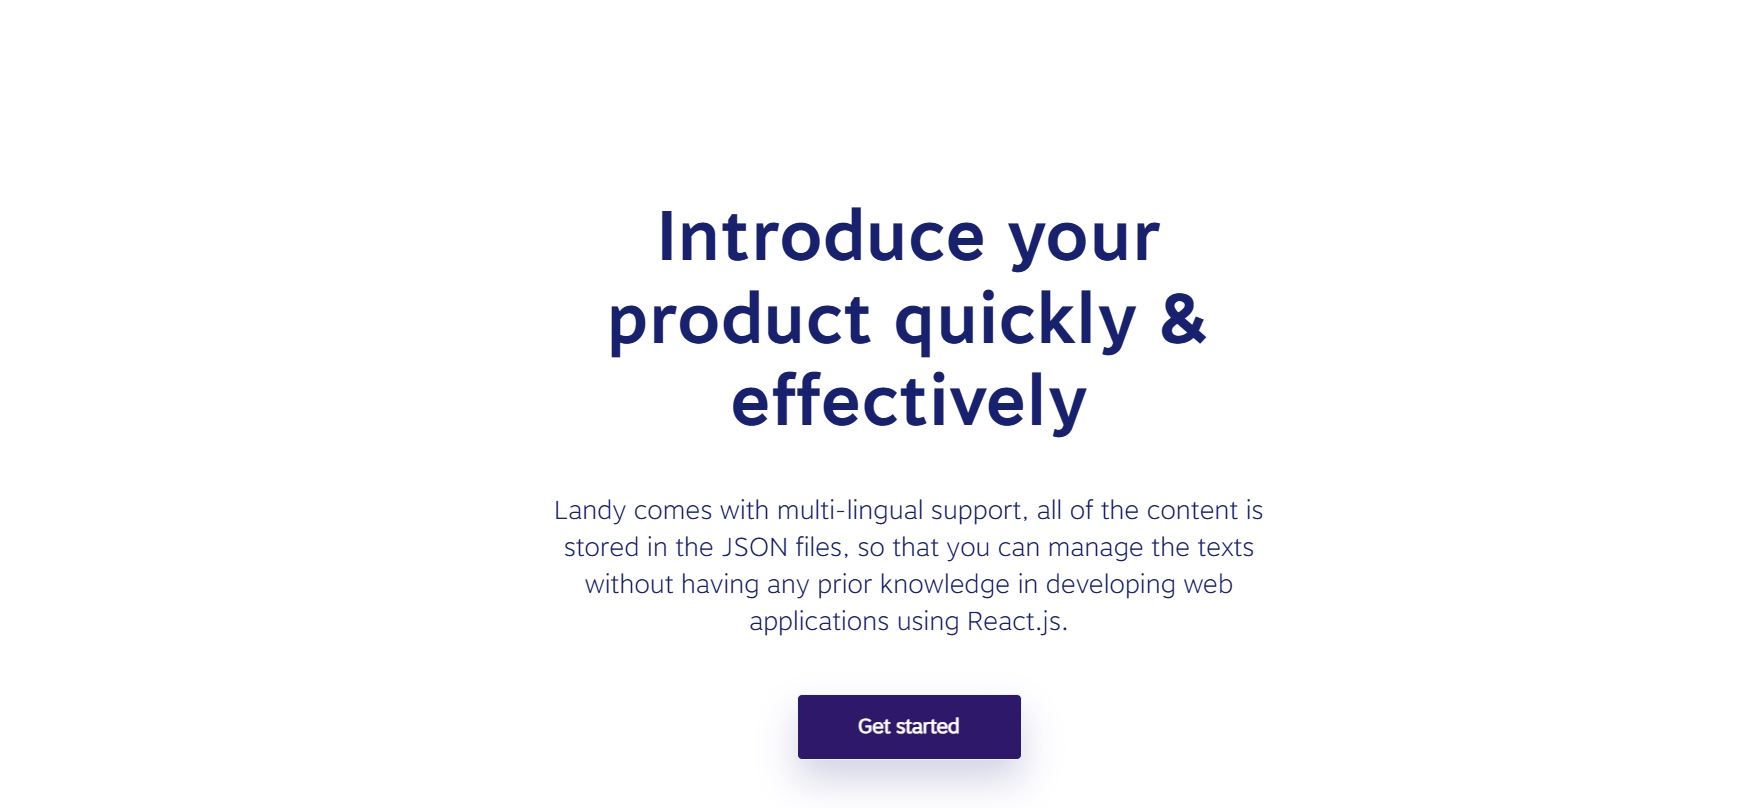 Introduce your
product quickly &
effectively
Landy comes with multi-lingual support, all of the content is
stored in the JSON files, so that you can manage the texts
without having any prior knowledge in developing web
applications using React.js.
Get started